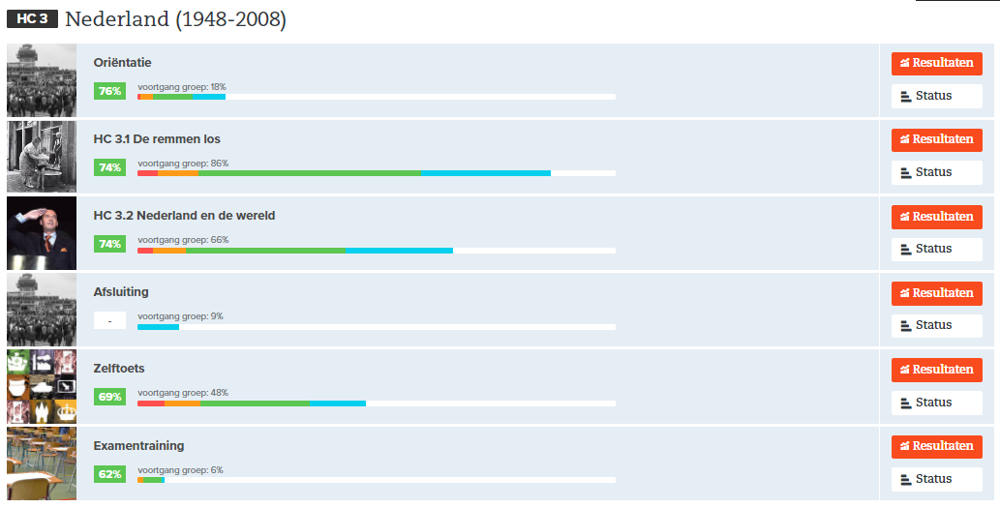 HC 3 Nederland (1948-2008)
Oriëntatie
76% voortgang groep: 18%
Resultaten
Status
HC 3.1 De remmen los
74% voortgang groep: 86%
Resultaten
Status
HC 3.2 Nederland en de wereld
74% voortgang groep: 66%
Resultaten
Status
Afsluiting
- voortgang groep: 9%
Resultaten
Status
Zelftoets
69% voortgang groep: 48%
Resultaten
Status
Examentraining
62% voortgang groep: 6%
Resultaten
Status